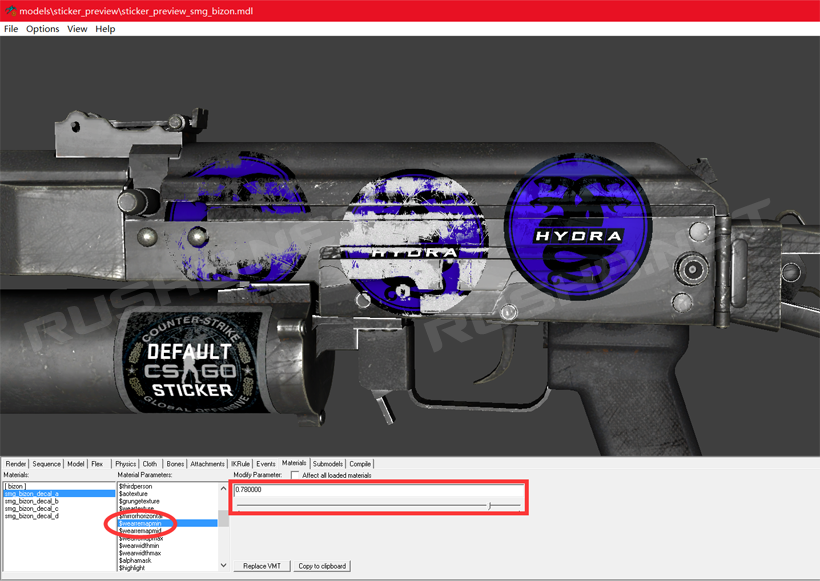 models\sticker_preview\sticker_preview_smg_bizon.mdl
File Options View Help
HYDRA
HYDRA
COUNTER-STRIKE
DEFAULT
CS GO
STICKER
GLOBAL OFFENSIVE
Render Sequence Model Flex Physics Cloth Bones Attachments IKRule Events Materials Submodels Compile
Materials: Material Parameters: Modify Parameter: Affect all loaded materials
[ bizon ]
smg_bizon_decal_a
smg_bizon_decal_b
smg_bizon_decal_c
smg_bizon_decal_d
$thirdperson
$aotexture
$grungetexture
$weartexture
$mirrorhorizontal
$wearremapmin
$wearremapmid
$wearremapmax
$wearwidthmin
$wearwidthmax
$alphamask
$highlight
0.780000
Replace VMT Copy to clipboard